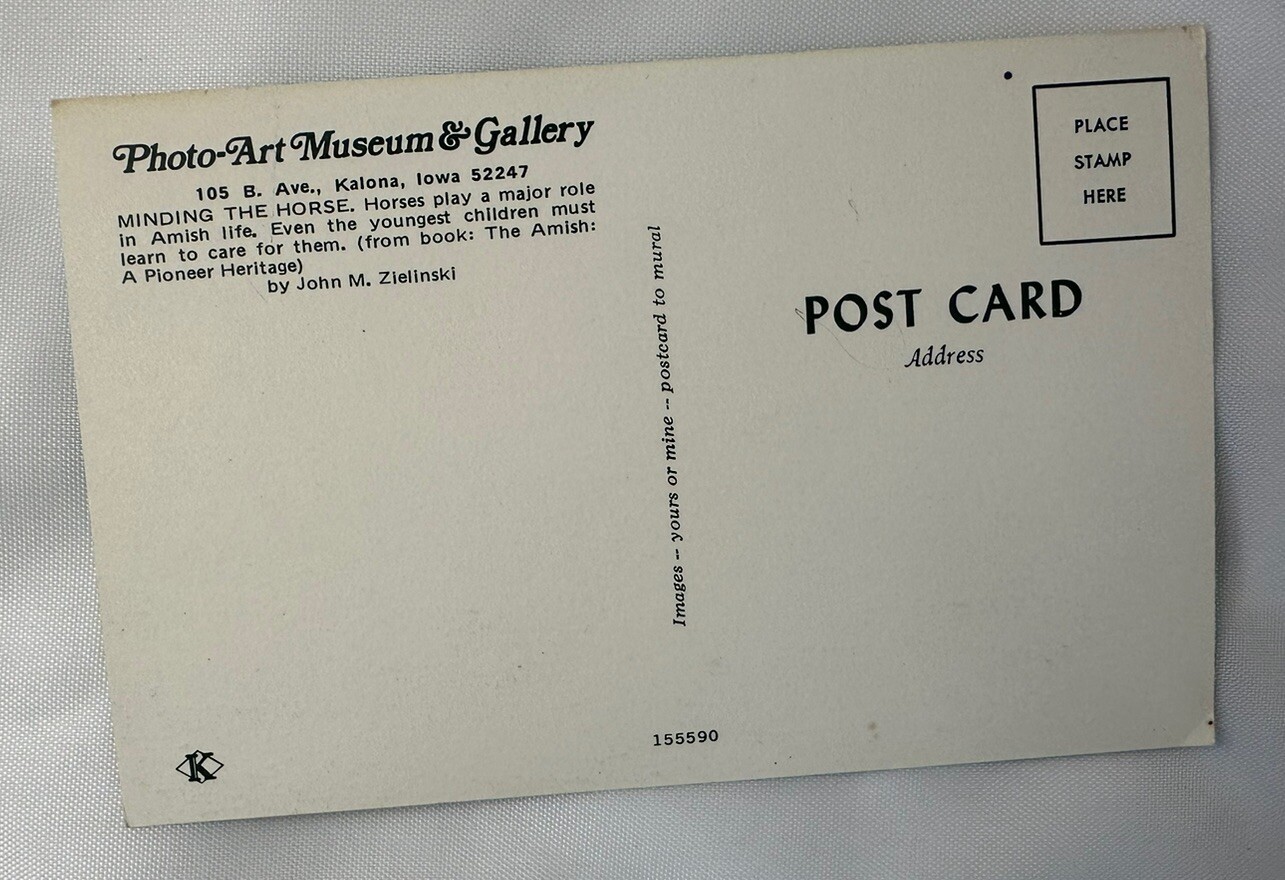 Photo-Art Museum & Gallery
105 B. Ave., Kalona, Iowa 52247
MINDING THE HORSE. Horses play a major role
in Amish life. Even the youngest children must
learn to care for them. (from book: The Amish:
A Pioneer Heritage)
by John M. Zielinski
Images -- yours or mine -- postcard to mural
PLACE
STAMP
HERE
POST CARD
Address
K
155590